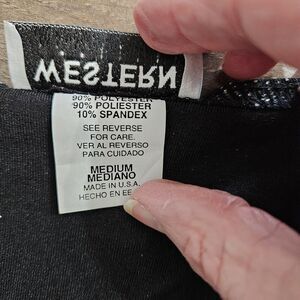 WESTERN
90% POLYESTER
90% POLIESTER
10% SPANDEX
SEE REVERSE
FOR CARE.
VER AL REVERSO
PARA CUIDADO
MEDIUM
MEDIANO
MADE IN U.S.A.
HECHO EN EE.